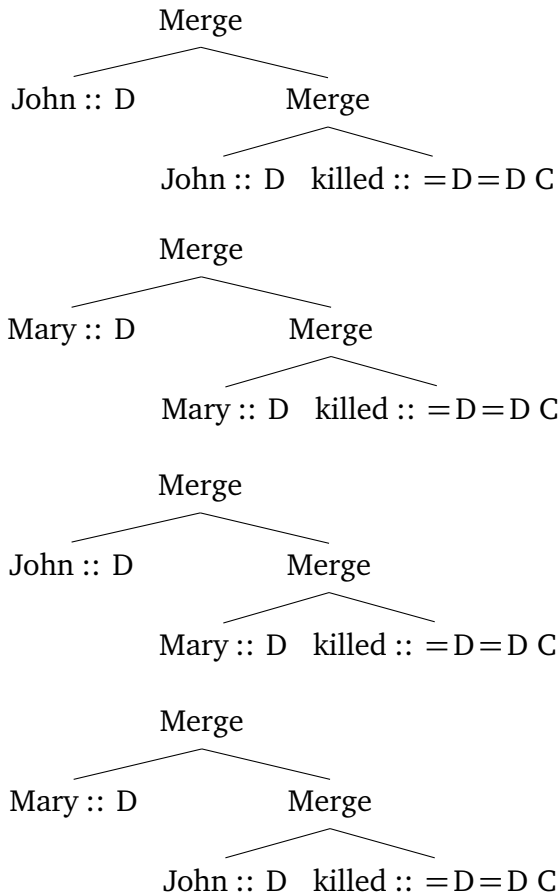 Merge
John :: D Merge
John :: D killed :: =D=D C
Merge
Mary :: D Merge
Mary :: D killed :: =D=D C
Merge
John :: D Merge
Mary :: D killed :: =D=D C
Merge
Mary :: D Merge
John :: D killed :: =D=D C